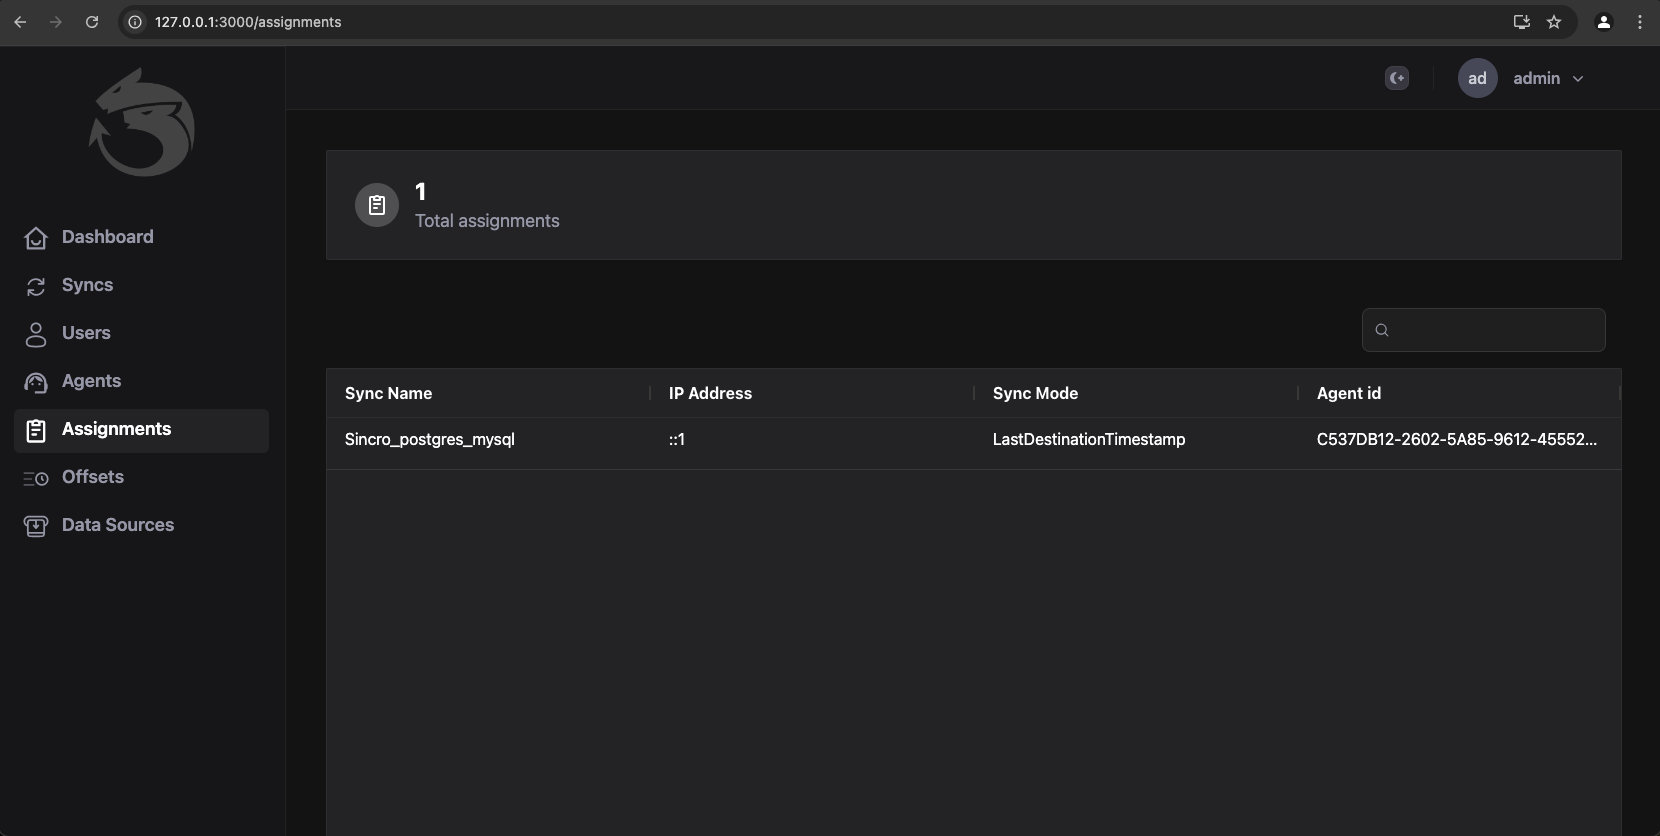 127.0.0.1:3000/assignments
ad admin
Dashboard
Syncs
Users
Agents
Assignments
Offsets
Data Sources
1
Total assignments
Sync Name IP Address Sync Mode Agent id
Sincro_postgres_mysql ::1 LastDestinationTimestamp C537DB12-2602-5A85-9612-45552...